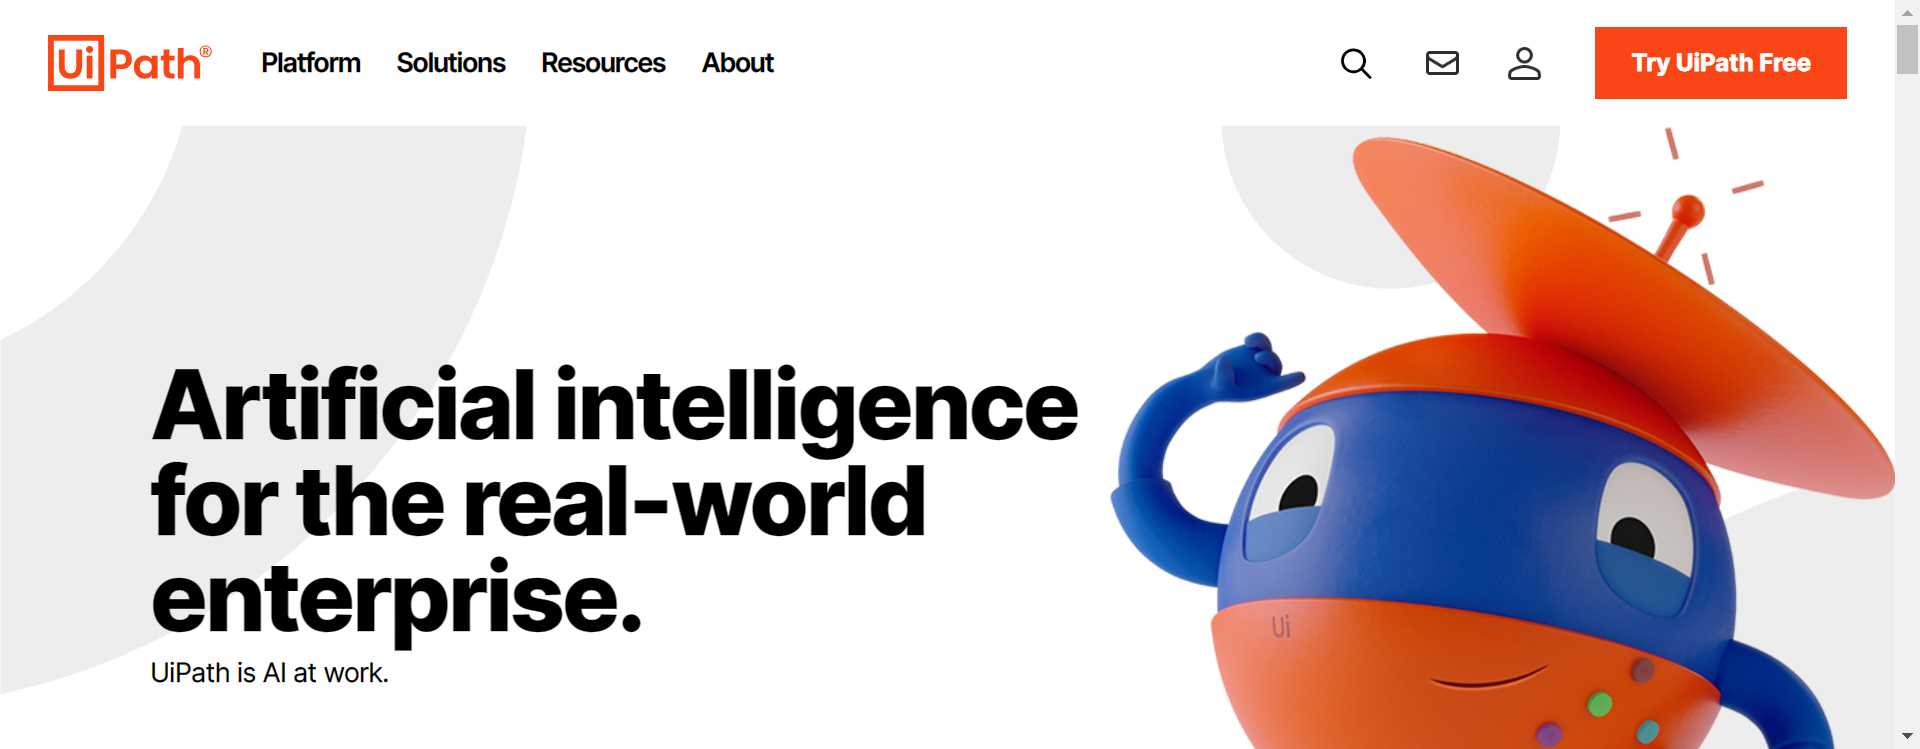 UiPath®
Platform Solutions Resources About
Try UiPath Free
Artificial intelligence
for the real-world
enterprise.
UiPath is AI at work.
Ui